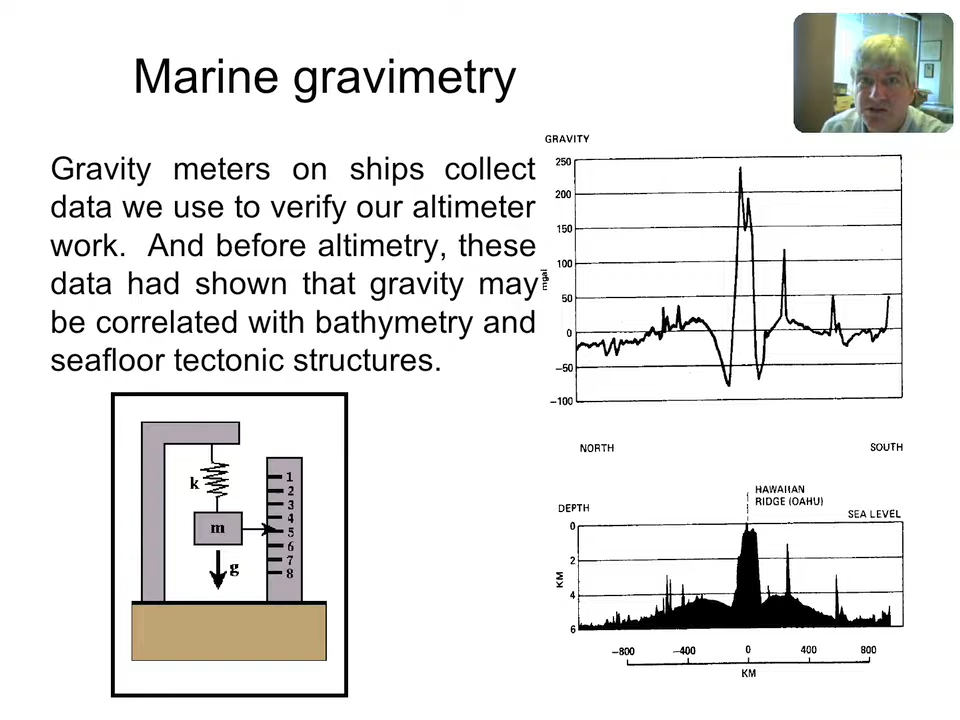 Marine gravimetry
Gravity meters on ships collect
data we use to verify our altimeter
work. And before altimetry, these
data had shown that gravity may
be correlated with bathymetry and
seafloor tectonic structures.
k
m
g
1
2
3
4
5
6
7
8
GRAVITY
250
200
150
100
50
0
−50
−100
mgal
NORTH
SOUTH
HAWAIIAN
RIDGE (OAHU)
DEPTH
SEA LEVEL
0
2
4
6
KM
−800 −400 0 400 800
KM